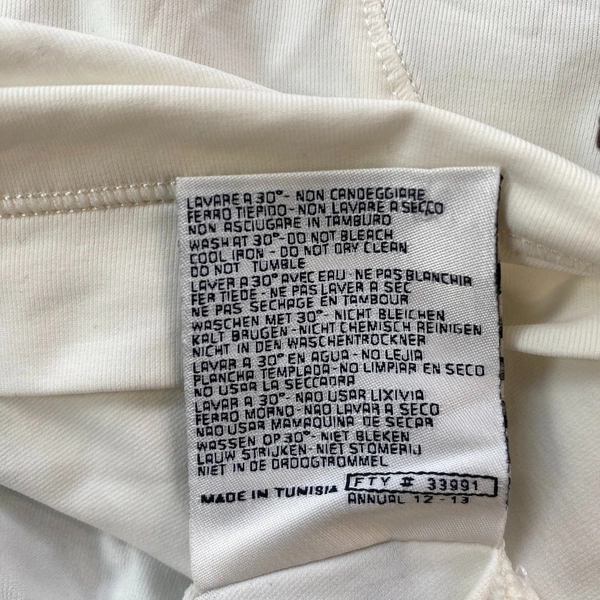 LAVARE A 30°- NON CANDEGGIARE
FERRO TIEPIDO - NON LAVARE A SECCO
NON ASCIUGARE IN TAMBURO
WASH AT 30°- DO NOT BLEACH
COOL IRON - DO NOT DRY CLEAN
DO NOT TUMBLE
LAVER A 30° AVEC EAU - NE PAS BLANCHIR
FER TIEDE - NE PAS LAVER A SEC
NE PAS SECHAGE EN TAMBOUR
WASCHEN MET 30°- NICHT BLEICHEN
KALT BRUGEN - NICHT CHEMISCH REINIGEN
NICHT IN DEN WASCHENTROCKNER
LAVAR A 30° EN AGUA - NO LEJIA
PLANCHA TEMPLADA - NO LIMPIAR EN SECO
NO USAR LA SECCADRA
LAVAR A 30°- NAO USAR LIXIVIA
FERRO MORNO - NAO LAVAR A SECO
NAO USAR MAMAQUINA DE SECAR
WASSEN OP 30°- NIET BLEKEN
LAUW STRIJKEN - NIET STOMERIJ
NIET IN DE DROOGTROMMEL
MADE IN TUNISIA FTY # 33991
ANNUAL 12 - 13